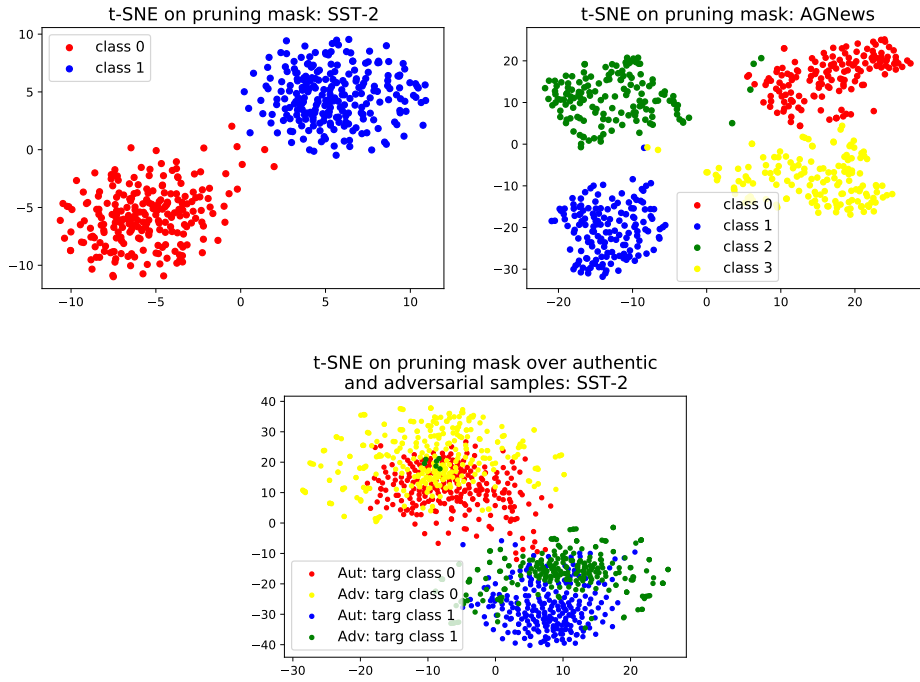 t-SNE on pruning mask: SST-2
10
5
0
−5
−10
−10
−5
0
5
10
class 0
class 1
t-SNE on pruning mask: AGNews
20
10
0
−10
−20
−30
−20
−10
0
10
20
class 0
class 1
class 2
class 3
t-SNE on pruning mask over authentic
and adversarial samples: SST-2
40
30
20
10
0
−10
−20
−30
−40
−30
−20
−10
0
10
20
Aut: targ class 0
Adv: targ class 0
Aut: targ class 1
Adv: targ class 1